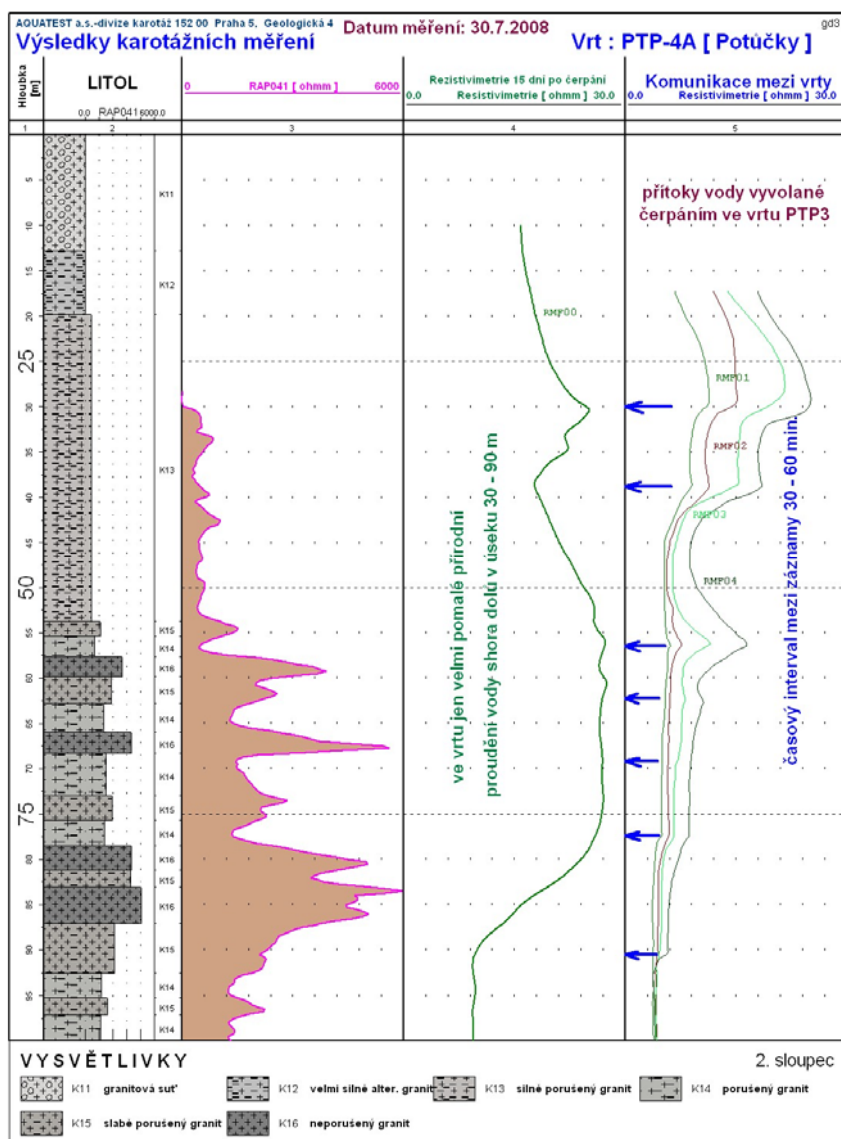 AQUATEST a.s.-divize karotáž 152 00 Praha 5, Geologická 4
Datum měření: 30.7.2008
gd3
Výsledky karotážních měření
Vrt : PTP-4A [ Potůčky ]
Hloubka [m]
LITOL
0,0 RAP041 6000.0
0 RAP041 [ ohmm ] 6000
Rezistivimetrie 15 dní po čerpání
0.0 Resistivimetrie [ ohmm ] 30.0
Komunikace mezi vrty
0.0 Resistivimetrie [ ohmm ] 30.0
1 2 3 4 5
5
10
15
20
25
30
35
40
45
50
55
60
65
70
75
80
85
90
95
K11
K12
K13
K15
K14
K16
K15
K14
K16
K14
K15
K14
K16
K15
K16
K15
K14
K15
K14
RMF00
ve vrtu jen velmi pomalé přírodní
proudění vody shora dolů v úseku 30 - 90 m
přítoky vody vyvolané
čerpáním ve vrtu PTP3
RMF01
RMF02
RMF03
RMF04
časový interval mezi záznamy 30 - 60 min.
VYSVĚTLIVKY
2. sloupec
K11 granitová suť
K12 velmi silně alter. granit
K13 silně porušený granit
K14 porušený granit
K15 slabě porušený granit
K16 neporušený granit